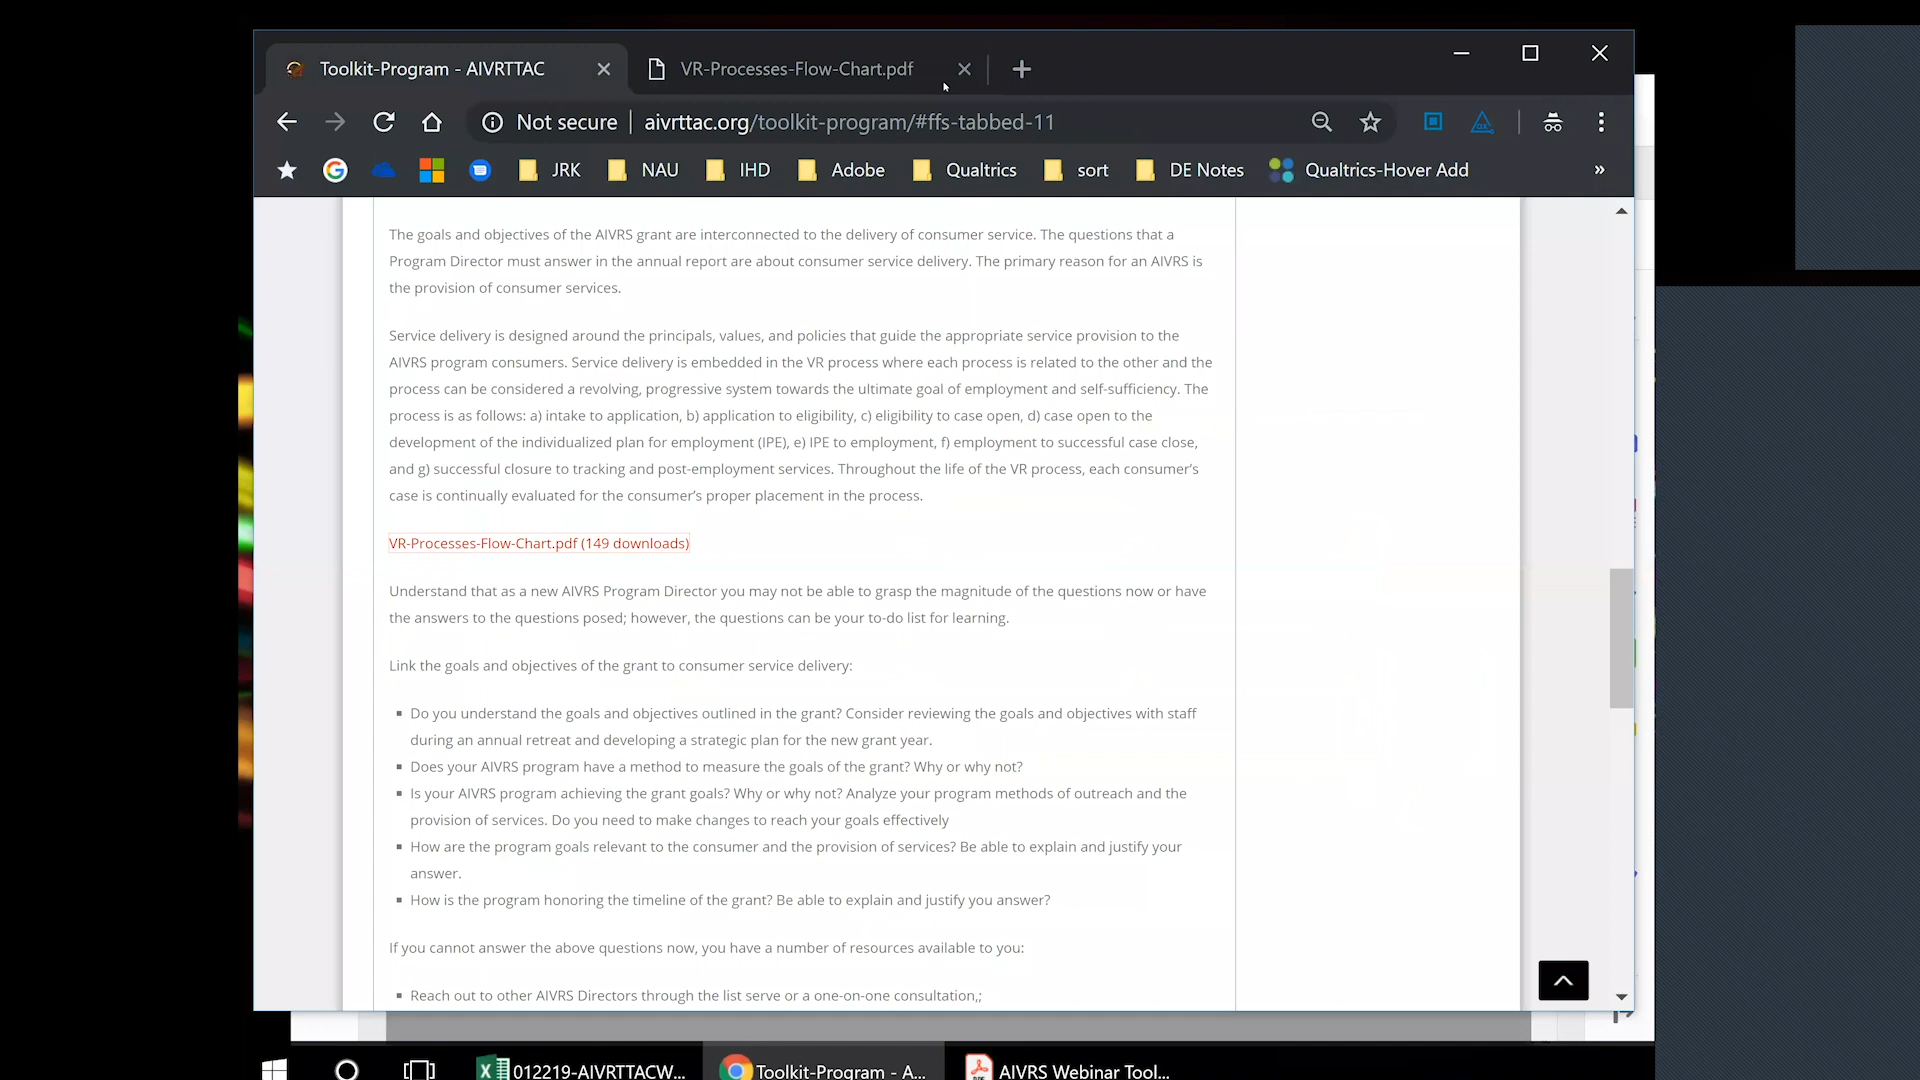 Toolkit-Program - AIVRTTAC
VR-Processes-Flow-Chart.pdf
Not secure | aivrttac.org/toolkit-program/#ffs-tabbed-11
JRK NAU IHD Adobe Qualtrics sort DE Notes Qualtrics-Hover Add »
The goals and objectives of the AIVRS grant are interconnected to the delivery of consumer service. The questions that a
Program Director must answer in the annual report are about consumer service delivery. The primary reason for an AIVRS is
the provision of consumer services.
Service delivery is designed around the principals, values, and policies that guide the appropriate service provision to the
AIVRS program consumers. Service delivery is embedded in the VR process where each process is related to the other and the
process can be considered a revolving, progressive system towards the ultimate goal of employment and self-sufficiency. The
process is as follows: a) intake to application, b) application to eligibility, c) eligibility to case open, d) case open to the
development of the individualized plan for employment (IPE), e) IPE to employment, f) employment to successful case close,
and g) successful closure to tracking and post-employment services. Throughout the life of the VR process, each consumer's
case is continually evaluated for the consumer's proper placement in the process.
VR-Processes-Flow-Chart.pdf (149 downloads)
Understand that as a new AIVRS Program Director you may not be able to grasp the magnitude of the questions now or have
the answers to the questions posed; however, the questions can be your to-do list for learning.
Link the goals and objectives of the grant to consumer service delivery:
▪ Do you understand the goals and objectives outlined in the grant? Consider reviewing the goals and objectives with staff
during an annual retreat and developing a strategic plan for the new grant year.
▪ Does your AIVRS program have a method to measure the goals of the grant? Why or why not?
▪ Is your AIVRS program achieving the grant goals? Why or why not? Analyze your program methods of outreach and the
provision of services. Do you need to make changes to reach your goals effectively
▪ How are the program goals relevant to the consumer and the provision of services? Be able to explain and justify your
answer.
▪ How is the program honoring the timeline of the grant? Be able to explain and justify you answer?
If you cannot answer the above questions now, you have a number of resources available to you:
▪ Reach out to other AIVRS Directors through the list serve or a one-on-one consultation,;
012219-AIVRTTACW... Toolkit-Program - A... AIVRS Webinar Tool...